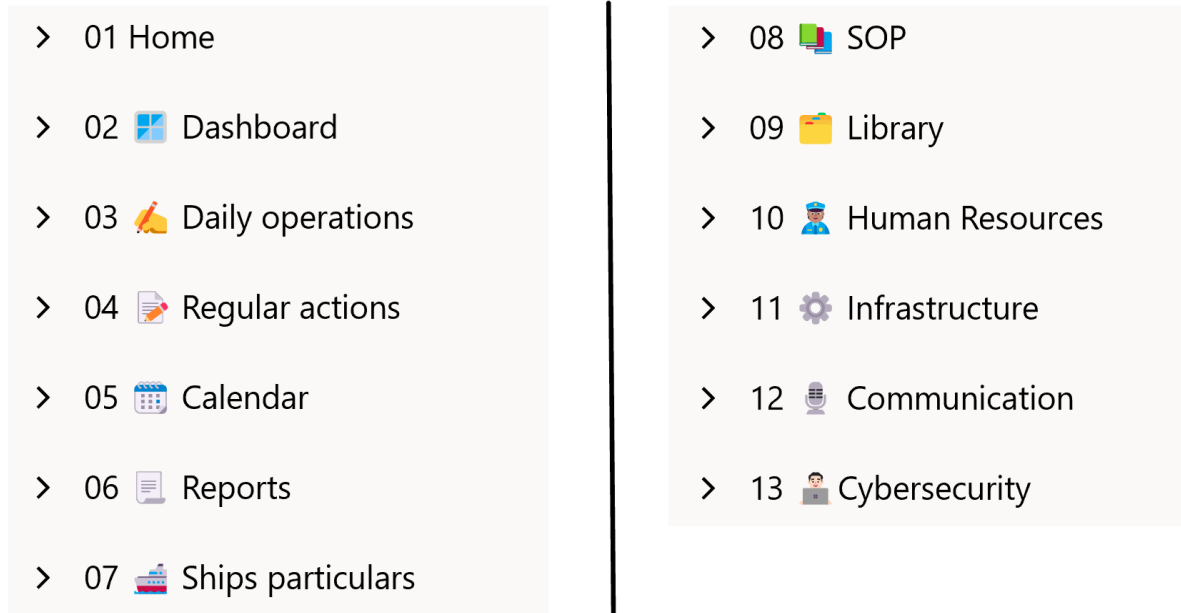 01 Home
02 Dashboard
03 Daily operations
04 Regular actions
05 Calendar
06 Reports
07 Ships particulars
08 SOP
09 Library
10 Human Resources
11 Infrastructure
12 Communication
13 Cybersecurity